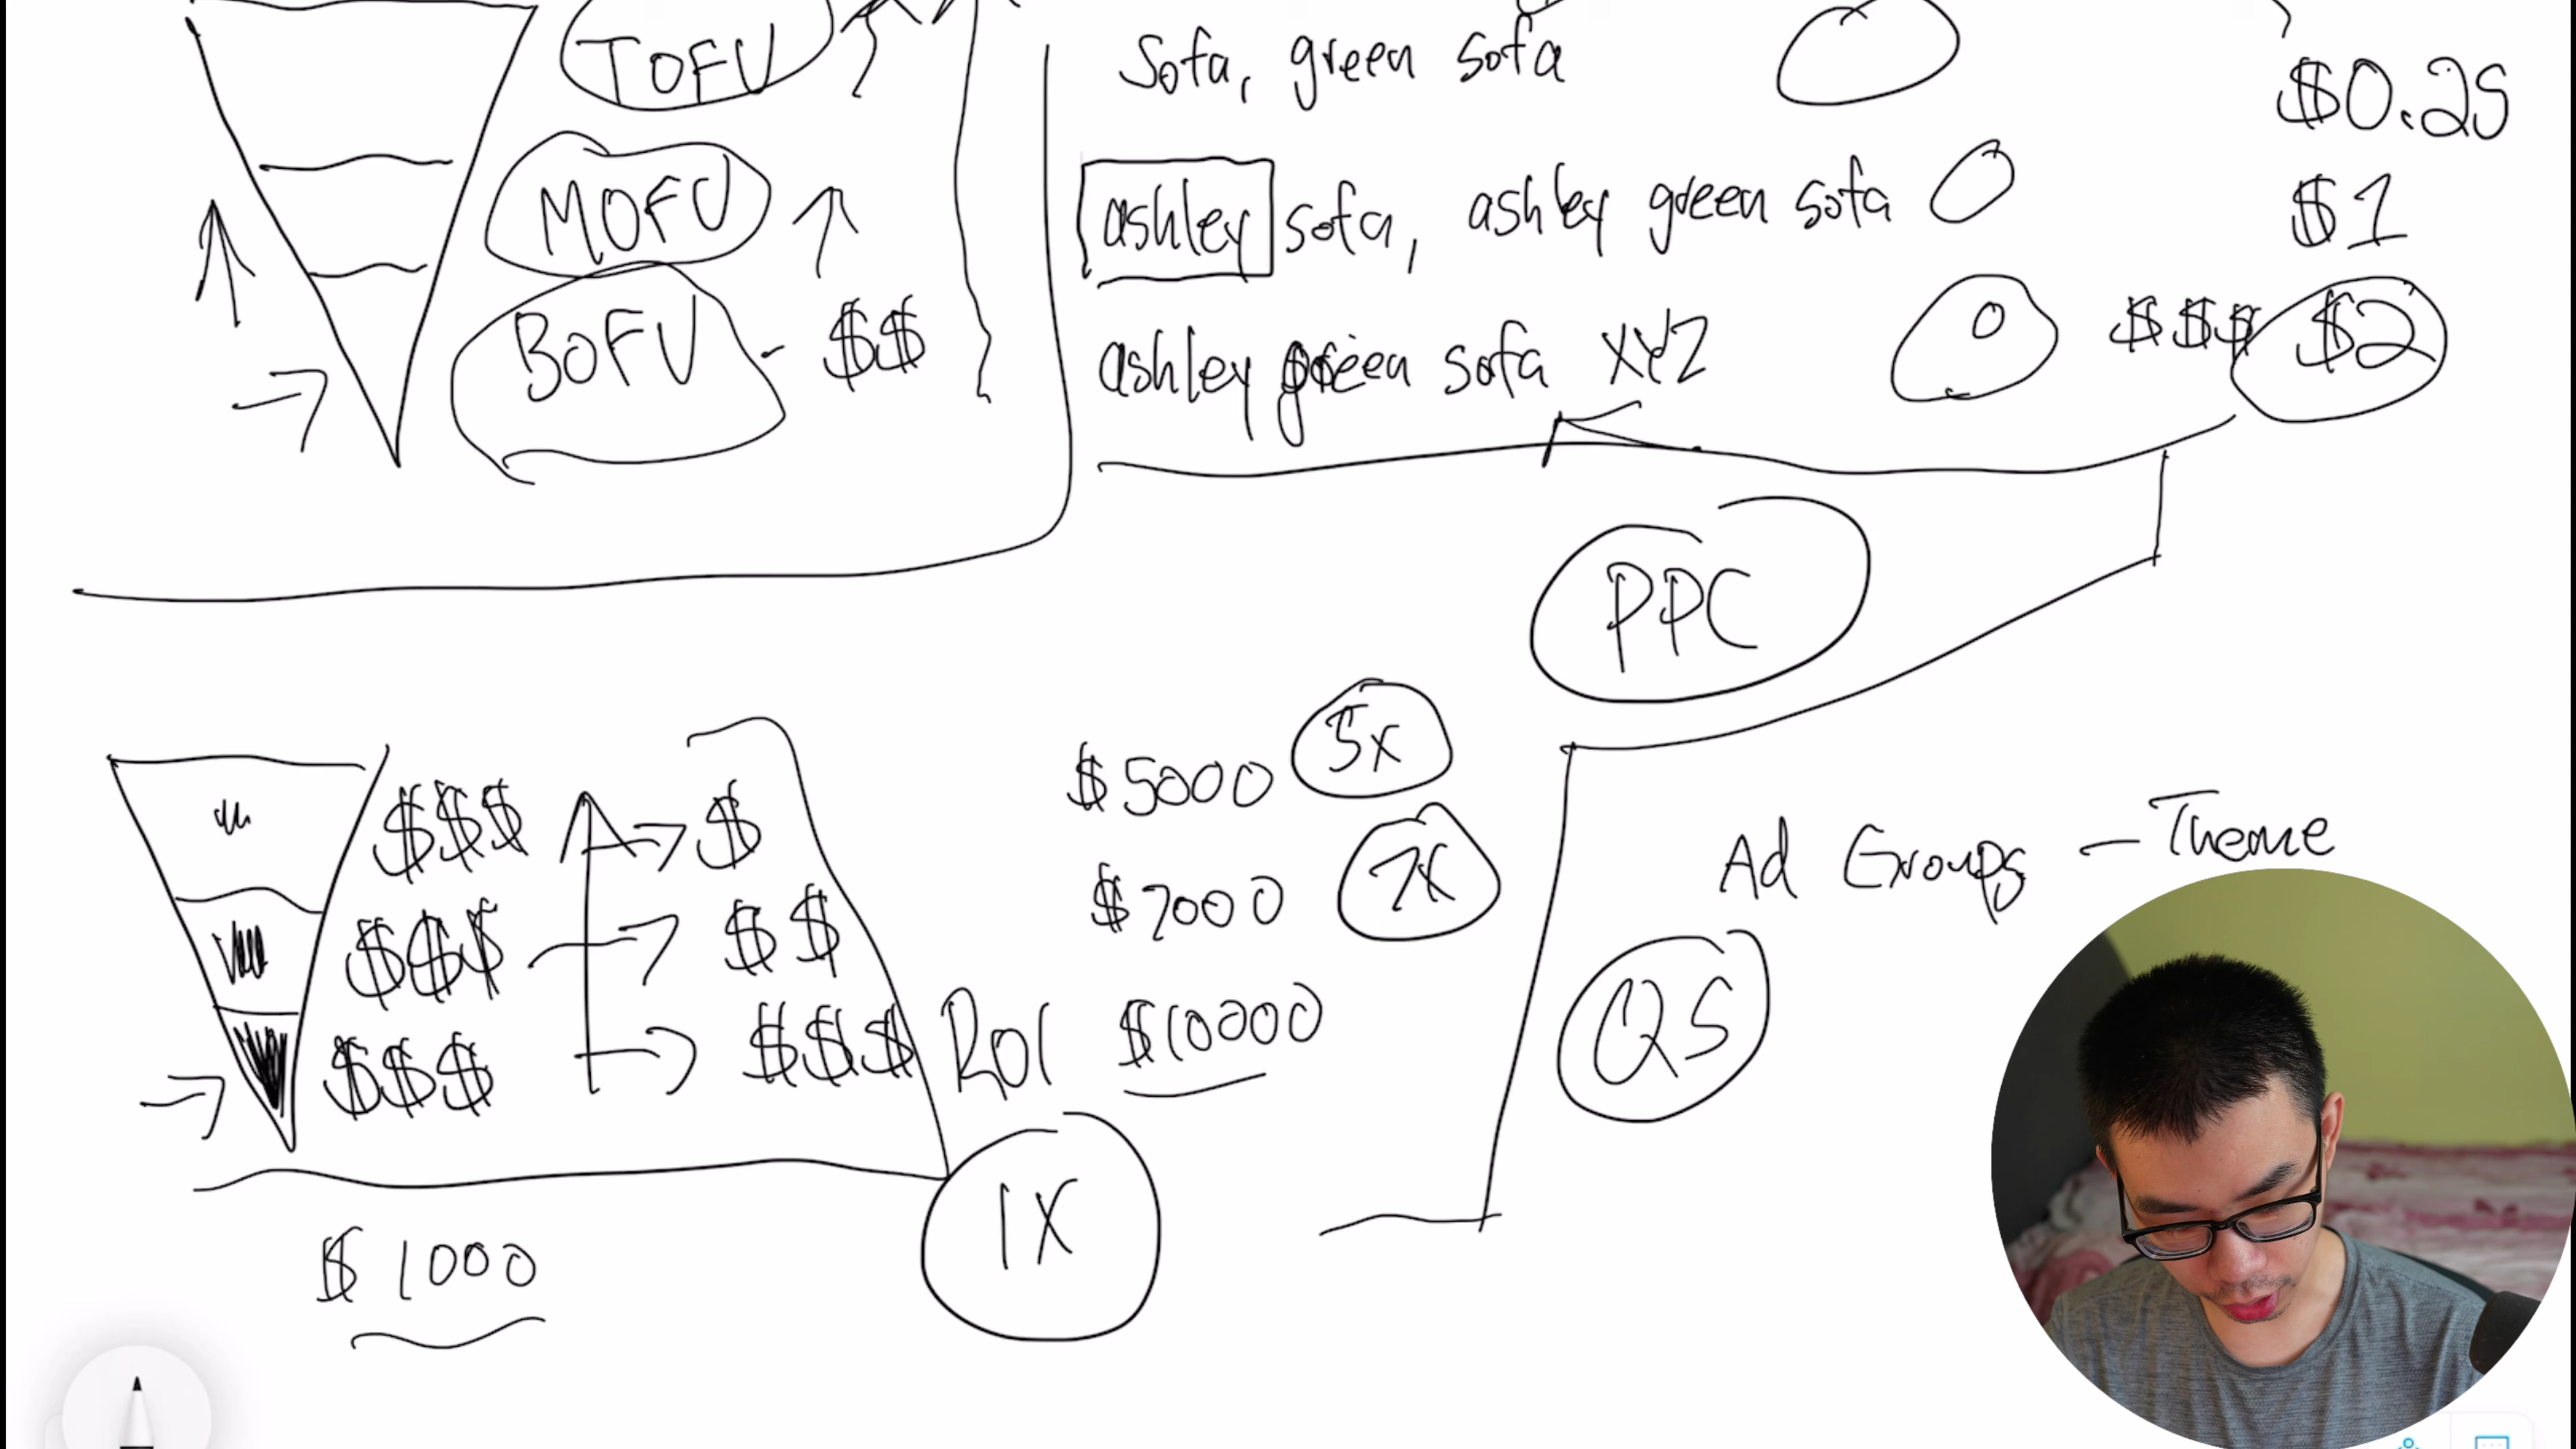 TOFU
MOFU
BOFU - $$
Sofa, green sofa
$0.25
ashley sofa, ashley green sofa
$1
ashley green sofa XYZ
$$$ $2
PPC
$$$ → $
$$$ → $$
$$$ → $$$
ROI
$5000 5x
$7000 7x
$10000
1X
$1000
Ad Groups - Theme
QS